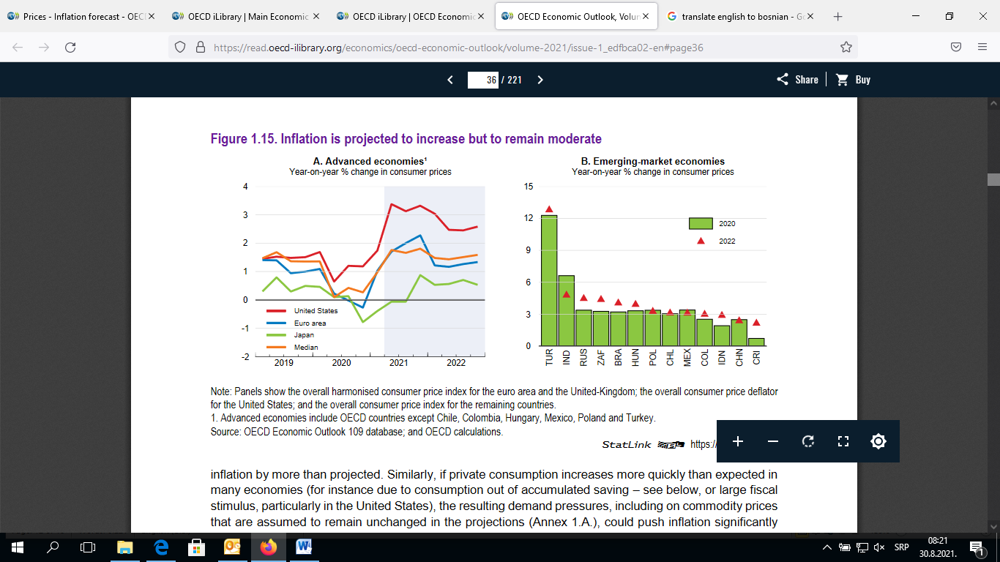 Prices - Inflation forecast - OEC
OECD iLibrary | Main Economic
OECD iLibrary | OECD Economic
OECD Economic Outlook, Volu
translate english to bosnian - Go
https://read.oecd-ilibrary.org/economics/oecd-economic-outlook/volume-2021/issue-1_edfbca02-en#page36
36 / 221
Share
Buy
Figure 1.15. Inflation is projected to increase but to remain moderate
A. Advanced economies¹
Year-on-year % change in consumer prices
4
3
2
1
0
-1
-2
United States
Euro area
Japan
Median
2019 2020 2021 2022
B. Emerging-market economies
Year-on-year % change in consumer prices
15
12
9
6
3
0
2020
2022
TUR IND RUS ZAF BRA HUN POL CHL MEX COL IDN CHN CRI
Note: Panels show the overall harmonised consumer price index for the euro area and the United-Kingdom; the overall consumer price deflator
for the United States; and the overall consumer price index for the remaining countries.
1. Advanced economies include OECD countries except Chile, Colombia, Hungary, Mexico, Poland and Turkey.
Source: OECD Economic Outlook 109 database; and OECD calculations.
StatLink https:/
inflation by more than projected. Similarly, if private consumption increases more quickly than expected in
many economies (for instance due to consumption out of accumulated saving – see below, or large fiscal
stimulus, particularly in the United States), the resulting demand pressures, including on commodity prices
that are assumed to remain unchanged in the projections (Annex 1.A.), could push inflation significantly
SRP
08:21
30.8.2021.
1